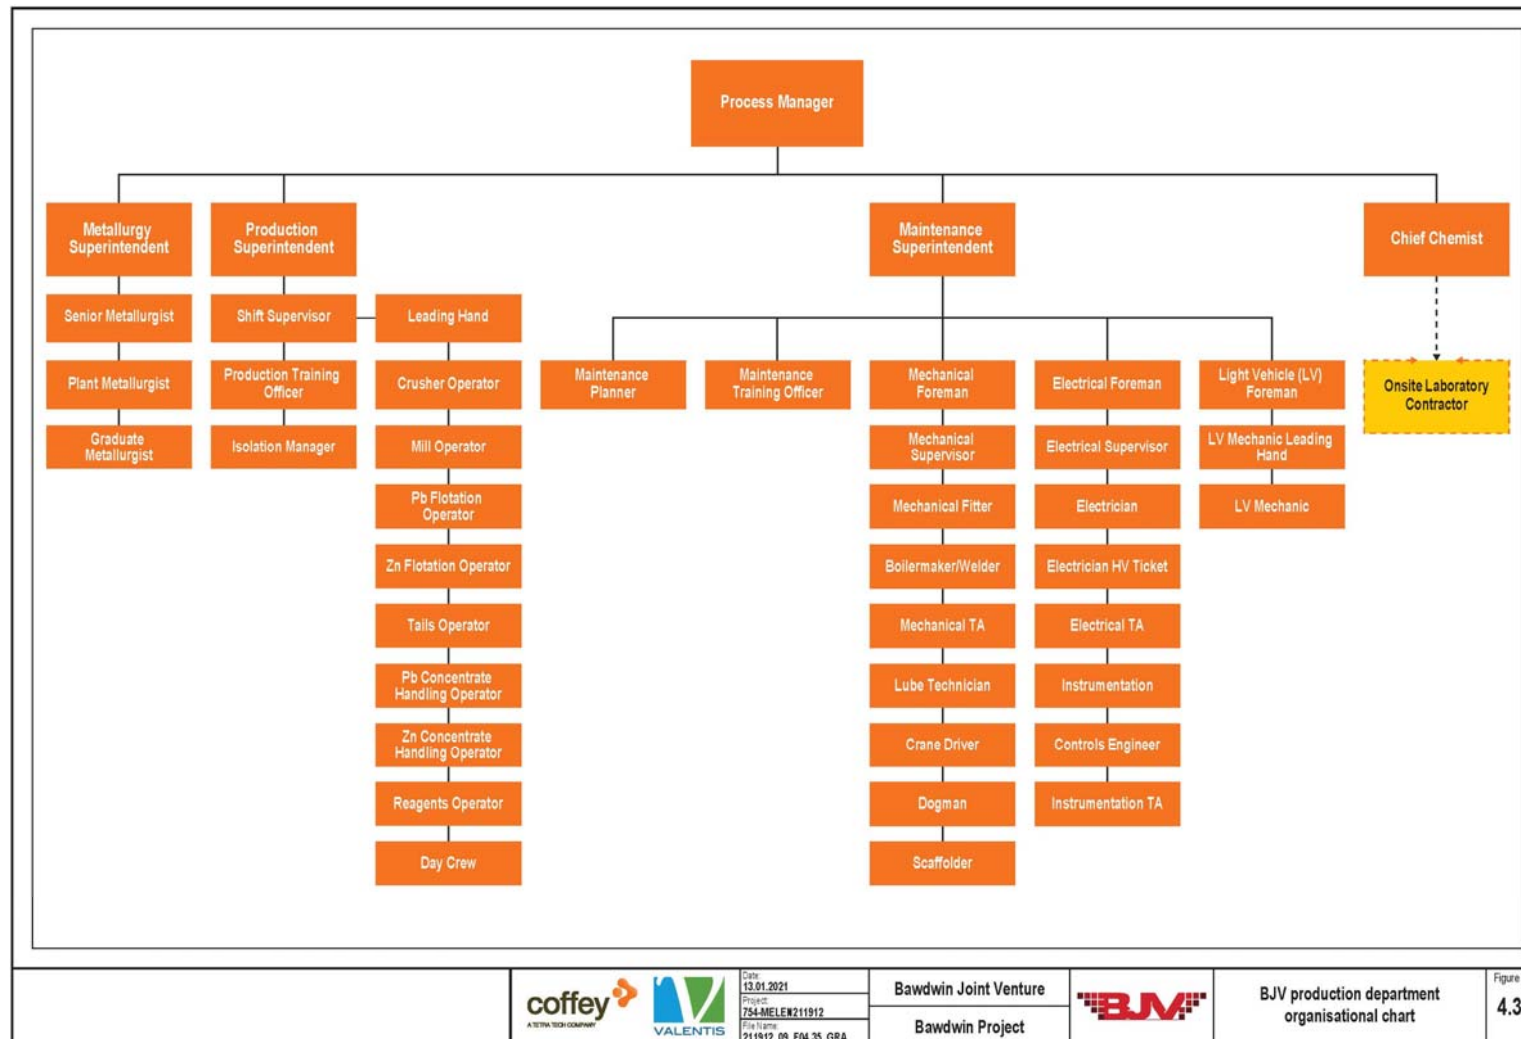 Process Manager
Metallurgy
Superintendent
Production
Superintendent
Maintenance
Superintendent
Chief Chemist
Senior Metallurgist
Shift Supervisor
Leading Hand
Plant Metallurgist
Production Training
Officer
Crusher Operator
Maintenance
Planner
Maintenance
Training Officer
Mechanical
Foreman
Electrical Foreman
Light Vehicle (LV)
Foreman
Onsite Laboratory
Contractor
Graduate
Metallurgist
Isolation Manager
Mill Operator
Mechanical
Supervisor
Electrical Supervisor
LV Mechanic Leading
Hand
Pb Flotation
Operator
Mechanical Fitter
Electrician
LV Mechanic
Zn Flotation Operator
Boilermaker/Welder
Electrician HV Ticket
Tails Operator
Mechanical TA
Electrical TA
Pb Concentrate
Handling Operator
Lube Technician
Instrumentation
Zn Concentrate
Handling Operator
Crane Driver
Controls Engineer
Reagents Operator
Dogman
Instrumentation TA
Day Crew
Scaffolder
coffey
A TETRA TECH COMPANY
VALENTIS
Date:
13.01.2021
Project:
754-MELEN211912
File Name:
211912_09_F04.35_GRA
Bawdwin Joint Venture
Bawdwin Project
BJV
BJV production department
organisational chart
Figure
4.3